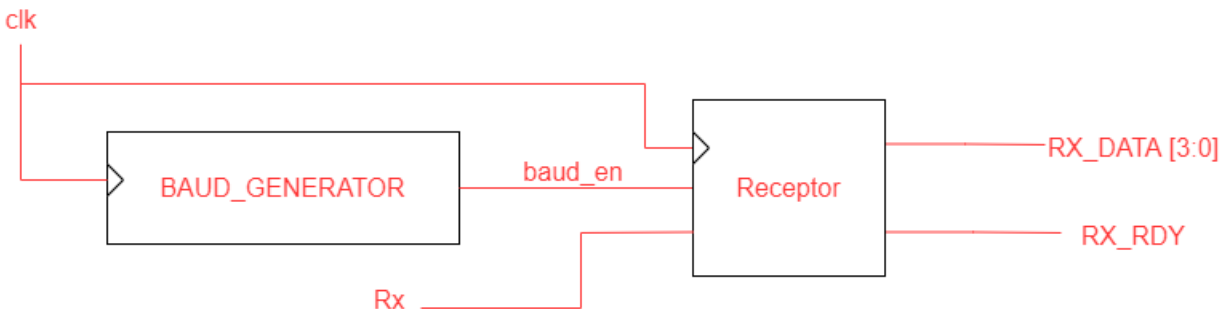 clk
BAUD_GENERATOR
baud_en
Receptor
RX_DATA [3:0]
RX_RDY
Rx